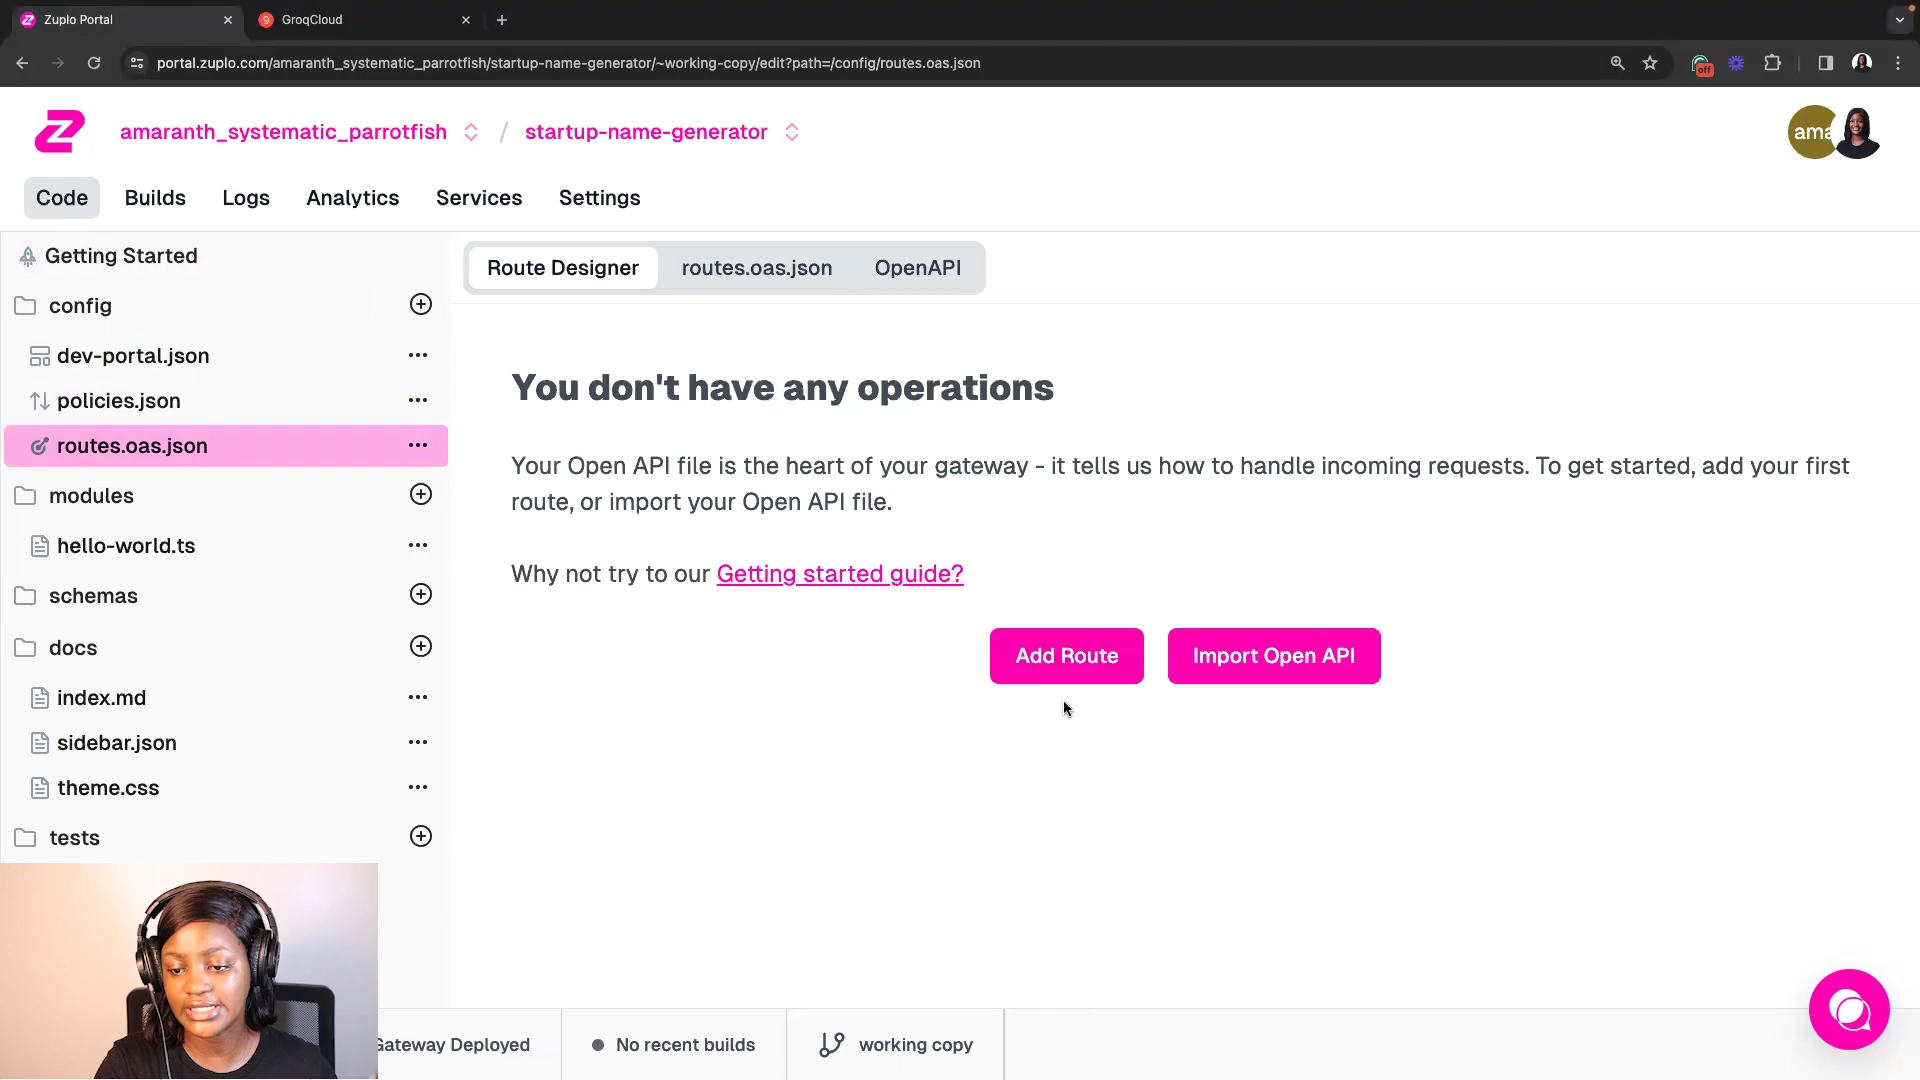 Zuplo Portal
GroqCloud
portal.zuplo.com/amaranth_systematic_parrotfish/startup-name-generator/~working-copy/edit?path=/config/routes.oas.json
off
amaranth_systematic_parrotfish / startup-name-generator
ama
Code Builds Logs Analytics Services Settings
Getting Started
config
dev-portal.json
policies.json
routes.oas.json
modules
hello-world.ts
schemas
docs
index.md
sidebar.json
theme.css
tests
Route Designer routes.oas.json OpenAPI
You don't have any operations
Your Open API file is the heart of your gateway - it tells us how to handle incoming requests. To get started, add your first
route, or import your Open API file.
Why not try to our Getting started guide?
Add Route Import Open API
Gateway Deployed No recent builds working copy